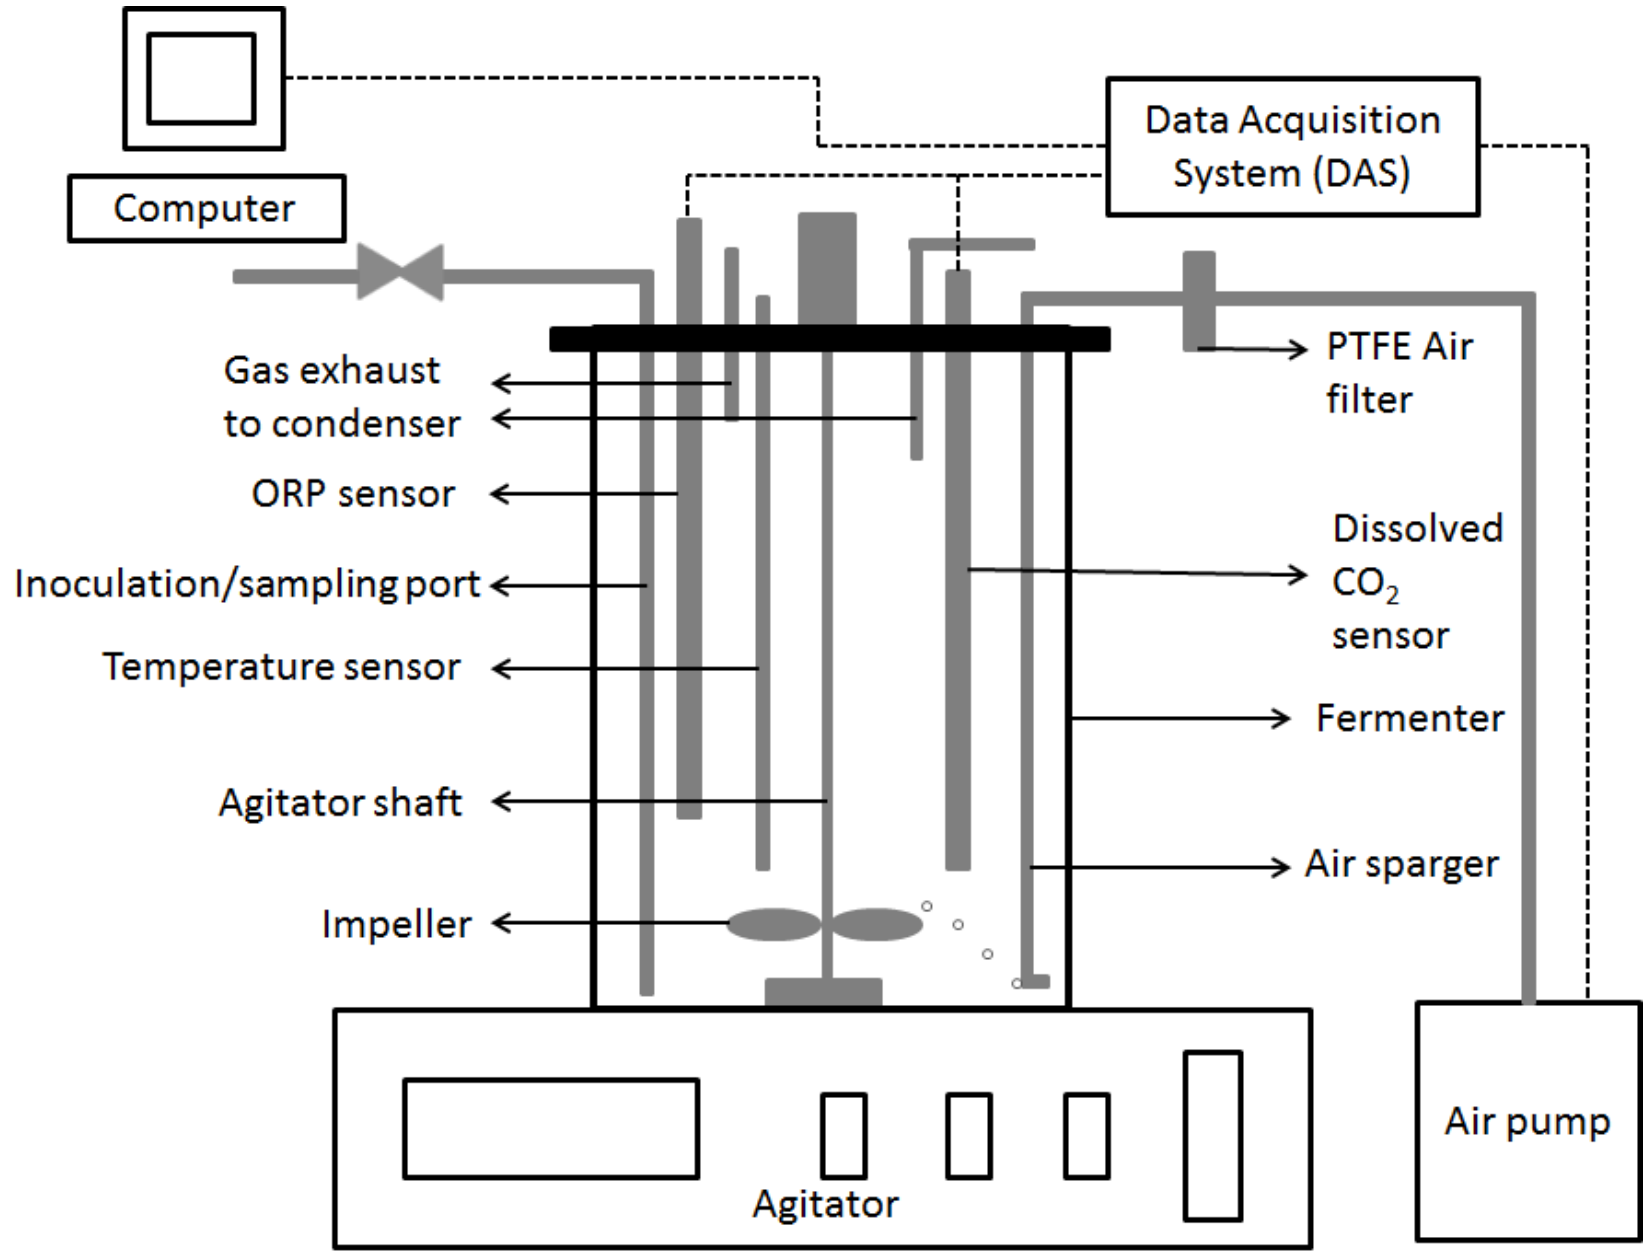 Data Acquisition
System (DAS)
Computer
Gas exhaust
to condenser
PTFE Air
filter
ORP sensor
Dissolved
CO₂
sensor
Inoculation/sampling port
Temperature sensor
Fermenter
Agitator shaft
Air sparger
Impeller
Air pump
Agitator